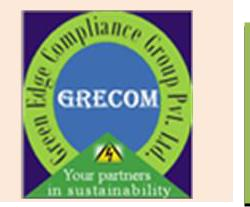 Green Edge Compliance Group Pvt. Ltd.
GRECOM
Your partners
in sustainability